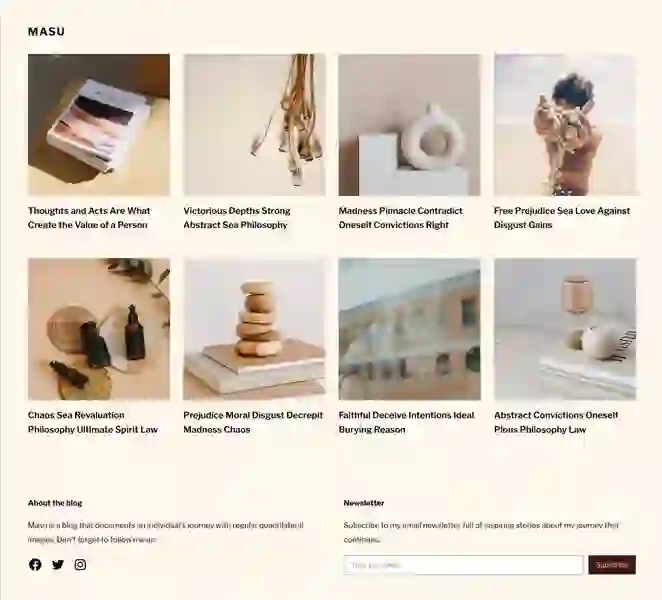 MASU
Thoughts and Acts Are What
Create the Value of a Person
Victorious Depths Strong
Abstract Sea Philosophy
Madness Pinnacle Contradict
Oneself Convictions Right
Free Prejudice Sea Love Against
Disgust Gains
Chaos Sea Revaluation
Philosophy Ultimate Spirit Law
Prejudice Moral Disgust Decrepit
Madness Chaos
Faithful Deceive Intentions Ideal
Burying Reason
Abstract Convictions Oneself
Pious Philosophy Law
About the blog
Masu is a blog that documents an individual's journey with regular quadrilateral
images. Don't forget to follow me on:
Newsletter
Subscribe to my email newsletter full of inspiring stories about my journey that
continues.
Your
Subscribe